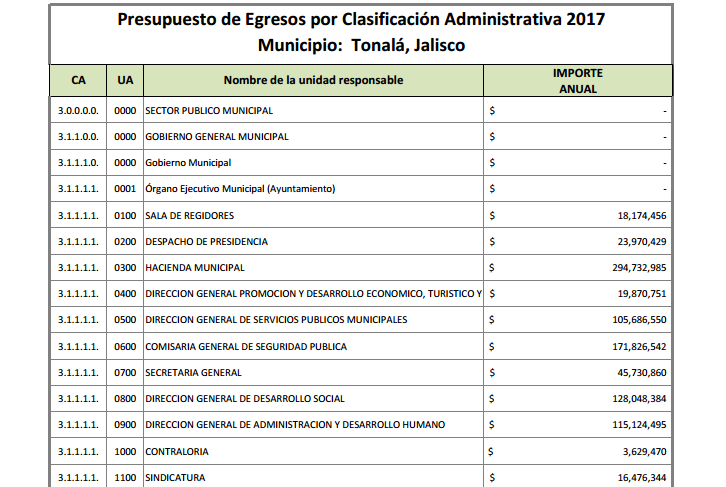 Presupuesto de Egresos por Clasificación Administrativa 2017
Municipio: Tonalá, Jalisco
CA UA Nombre de la unidad responsable IMPORTE ANUAL
3.0.0.0.0. 0000 SECTOR PUBLICO MUNICIPAL $ -
3.1.1.0.0. 0000 GOBIERNO GENERAL MUNICIPAL $ -
3.1.1.1.0. 0000 Gobierno Municipal $ -
3.1.1.1.1. 0001 Órgano Ejecutivo Municipal (Ayuntamiento) $ -
3.1.1.1.1. 0100 SALA DE REGIDORES $ 18,174,456
3.1.1.1.1. 0200 DESPACHO DE PRESIDENCIA $ 23,970,429
3.1.1.1.1. 0300 HACIENDA MUNICIPAL $ 294,732,985
3.1.1.1.1. 0400 DIRECCION GENERAL PROMOCION Y DESARROLLO ECONOMICO, TURISTICO Y $ 19,870,751
3.1.1.1.1. 0500 DIRECCION GENERAL DE SERVICIOS PUBLICOS MUNICIPALES $ 105,686,550
3.1.1.1.1. 0600 COMISARIA GENERAL DE SEGURIDAD PUBLICA $ 171,826,542
3.1.1.1.1. 0700 SECRETARIA GENERAL $ 45,730,860
3.1.1.1.1. 0800 DIRECCION GENERAL DE DESARROLLO SOCIAL $ 128,048,384
3.1.1.1.1. 0900 DIRECCION GENERAL DE ADMINISTRACION Y DESARROLLO HUMANO $ 115,124,495
3.1.1.1.1. 1000 CONTRALORIA $ 3,629,470
3.1.1.1.1. 1100 SINDICATURA $ 16,476,344